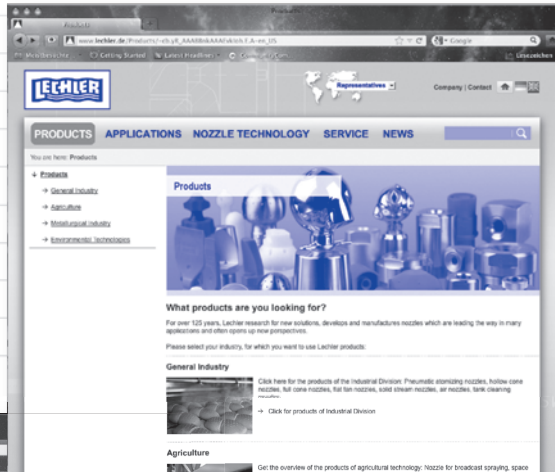 Products
Products
Google
Getting Started
Latest Headlines
Lesezeichen
LECHLER
Representatives
Company | Contact
PRODUCTS APPLICATIONS NOZZLE TECHNOLOGY SERVICE NEWS
You are here: Products
Products
General Industry
Agriculture
Metallurgical Industry
Environmental Technologies
Products
What products are you looking for?
For over 125 years, Lechler research for new solutions, develops and manufactures nozzles which are leading the way in many
applications and often opens up new perspectives.
Please select your industry, for which you want to use Lechler products:
General Industry
Click here for the products of the Industrial Division: Pneumatic atomizing nozzles, hollow cone
nozzles, full cone nozzles, flat fan nozzles, solid stream nozzles, air nozzles, tank cleaning
nozzles
→ Click for products of Industrial Division
Agriculture
Get the overview of the products of agricultural technology: Nozzle for broadcast spraying, space